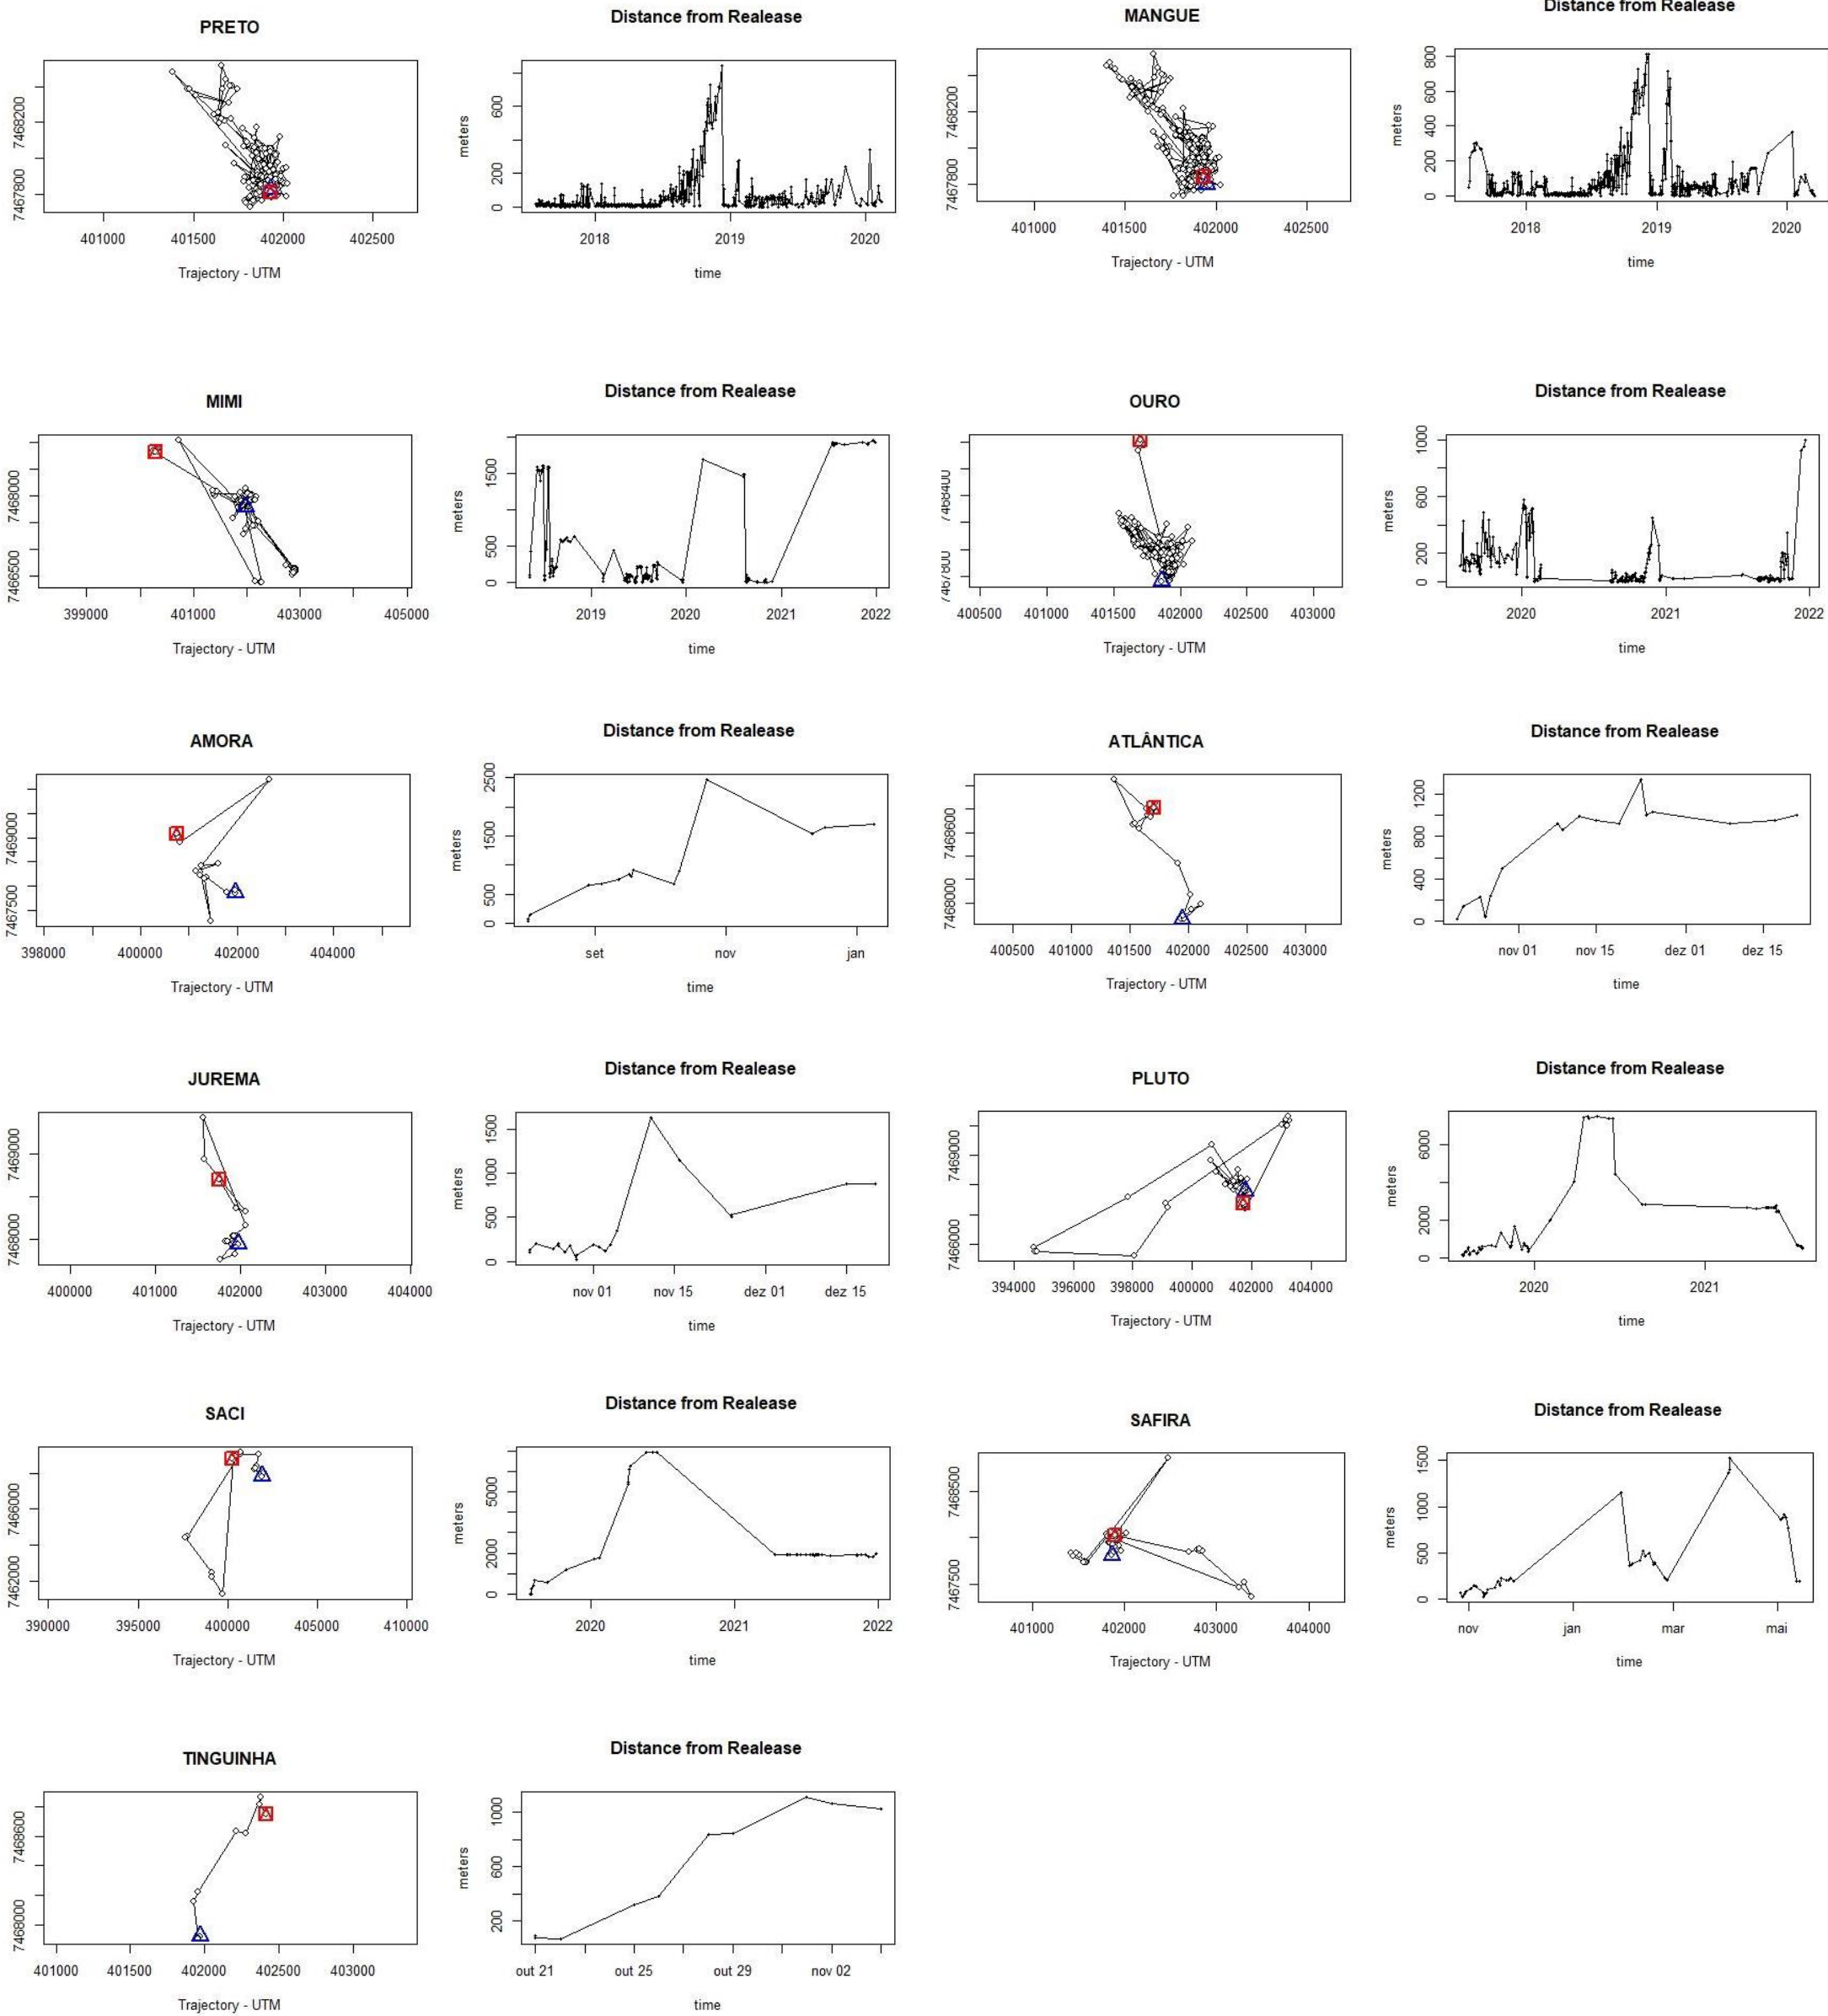 PRETO
Distance from Realease
MANGUE
Distance from Realease
7467800 7468200
401000 401500 402000 402500
Trajectory - UTM
meters
0 200 600
2018 2019 2020
time
7467800 7468200
401000 401500 402000 402500
Trajectory - UTM
meters
0 200 400 600 800
2018 2019 2020
time
MIMI
Distance from Realease
OURO
Distance from Realease
7466500 7468000
399000 401000 403000 405000
Trajectory - UTM
meters
0 500 1500
2019 2020 2021 2022
time
7467800 7468400
400500 401000 401500 402000 403000
Trajectory - UTM
meters
0 200 600 1000
2020 2021 2022
time
AMORA
Distance from Realease
ATLÂNTICA
Distance from Realease
7467500 7469000
398000 400000 402000 404000
Trajectory - UTM
meters
0 5000 1500 2500
set nov jan
time
7468000 7468600
400500 401000 401500 402000 402500 403000
Trajectory - UTM
meters
0 400 800 1200
nov 01 nov 15 dez 01 dez 15
time
JUREMA
Distance from Realease
PLUTO
Distance from Realease
7468000 7469000
400000 401000 402000 403000 404000
Trajectory - UTM
meters
0 500 1000 1500
nov 01 nov 15 dez 01 dez 15
time
7466000 7469000
394000 396000 398000 400000 402000 404000
Trajectory - UTM
meters
0 2000 6000
2020 2021
time
SACI
Distance from Realease
SAFIRA
Distance from Realease
7462000 7466000
390000 395000 400000 405000 410000
Trajectory - UTM
meters
0 2000 5000
2020 2021 2022
time
7467500 7468500
401000 402000 403000 404000
Trajectory - UTM
meters
0 500 1000 1500
nov jan mar mai
time
TINGUINHA
Distance from Realease
7468000 7468600
401000 401500 402000 402500 403000
Trajectory - UTM
meters
200 600 1000
out 21 out 25 out 29 nov 02
time